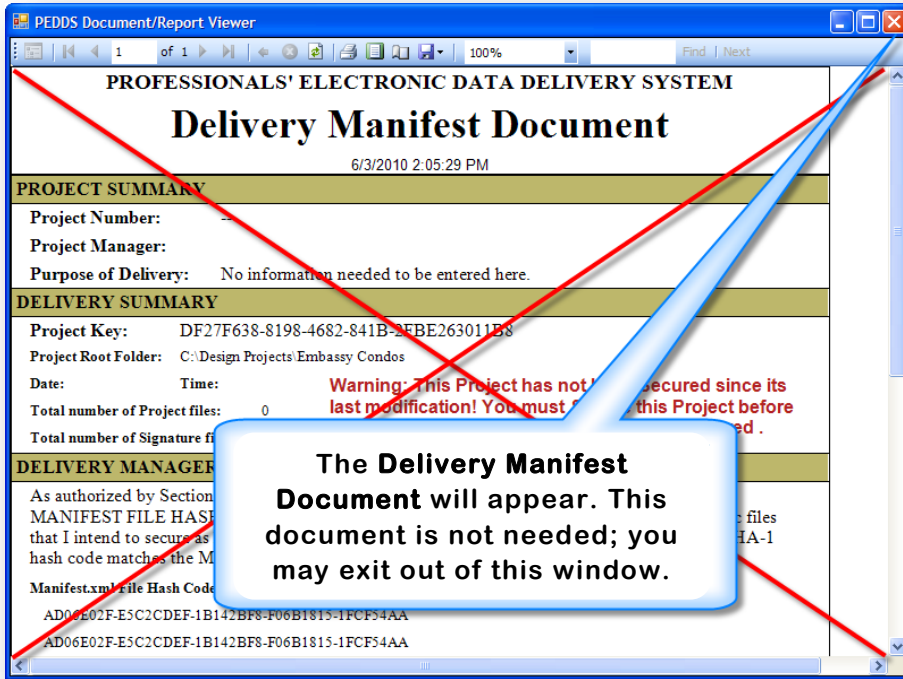 PEDDS Document/Report Viewer
1 of 1 100% Find | Next
PROFESSIONALS' ELECTRONIC DATA DELIVERY SYSTEM
Delivery Manifest Document
6/3/2010 2:05:29 PM
PROJECT SUMMARY
Project Number: --
Project Manager:
Purpose of Delivery: No information needed to be entered here.
DELIVERY SUMMARY
Project Key: DF27F638-8198-4682-841B-2FBE263011B8
Project Root Folder: C:\Design Projects\Embassy Condos
Date: Time:
Warning: This Project has not secured since its
Total number of Project files: 0
last modification! You must this Project before
Total number of Signature
DELIVERY MANAGER
The Delivery Manifest
Document will appear. This
document is not needed; you
may exit out of this window.
As authorized by Section
MANIFEST FILE HASH files
that I intend to secure as
hash code matches the
Manifest.xml File Hash Code
AD06E02F-E5C2CDEF-1B142BF8-F06B1815-1FCF54AA
AD06E02F-E5C2CDEF-1B142BF8-F06B1815-1FCF54AA